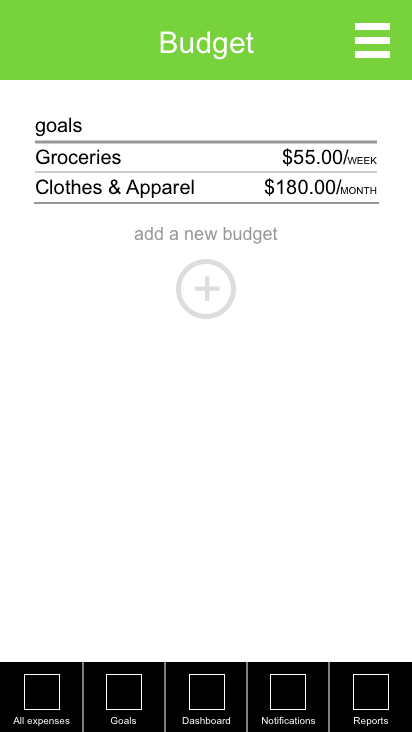 Budget
goals
Groceries $55.00/WEEK
Clothes & Apparel $180.00/MONTH
add a new budget
All expenses Goals Dashboard Notifications Reports